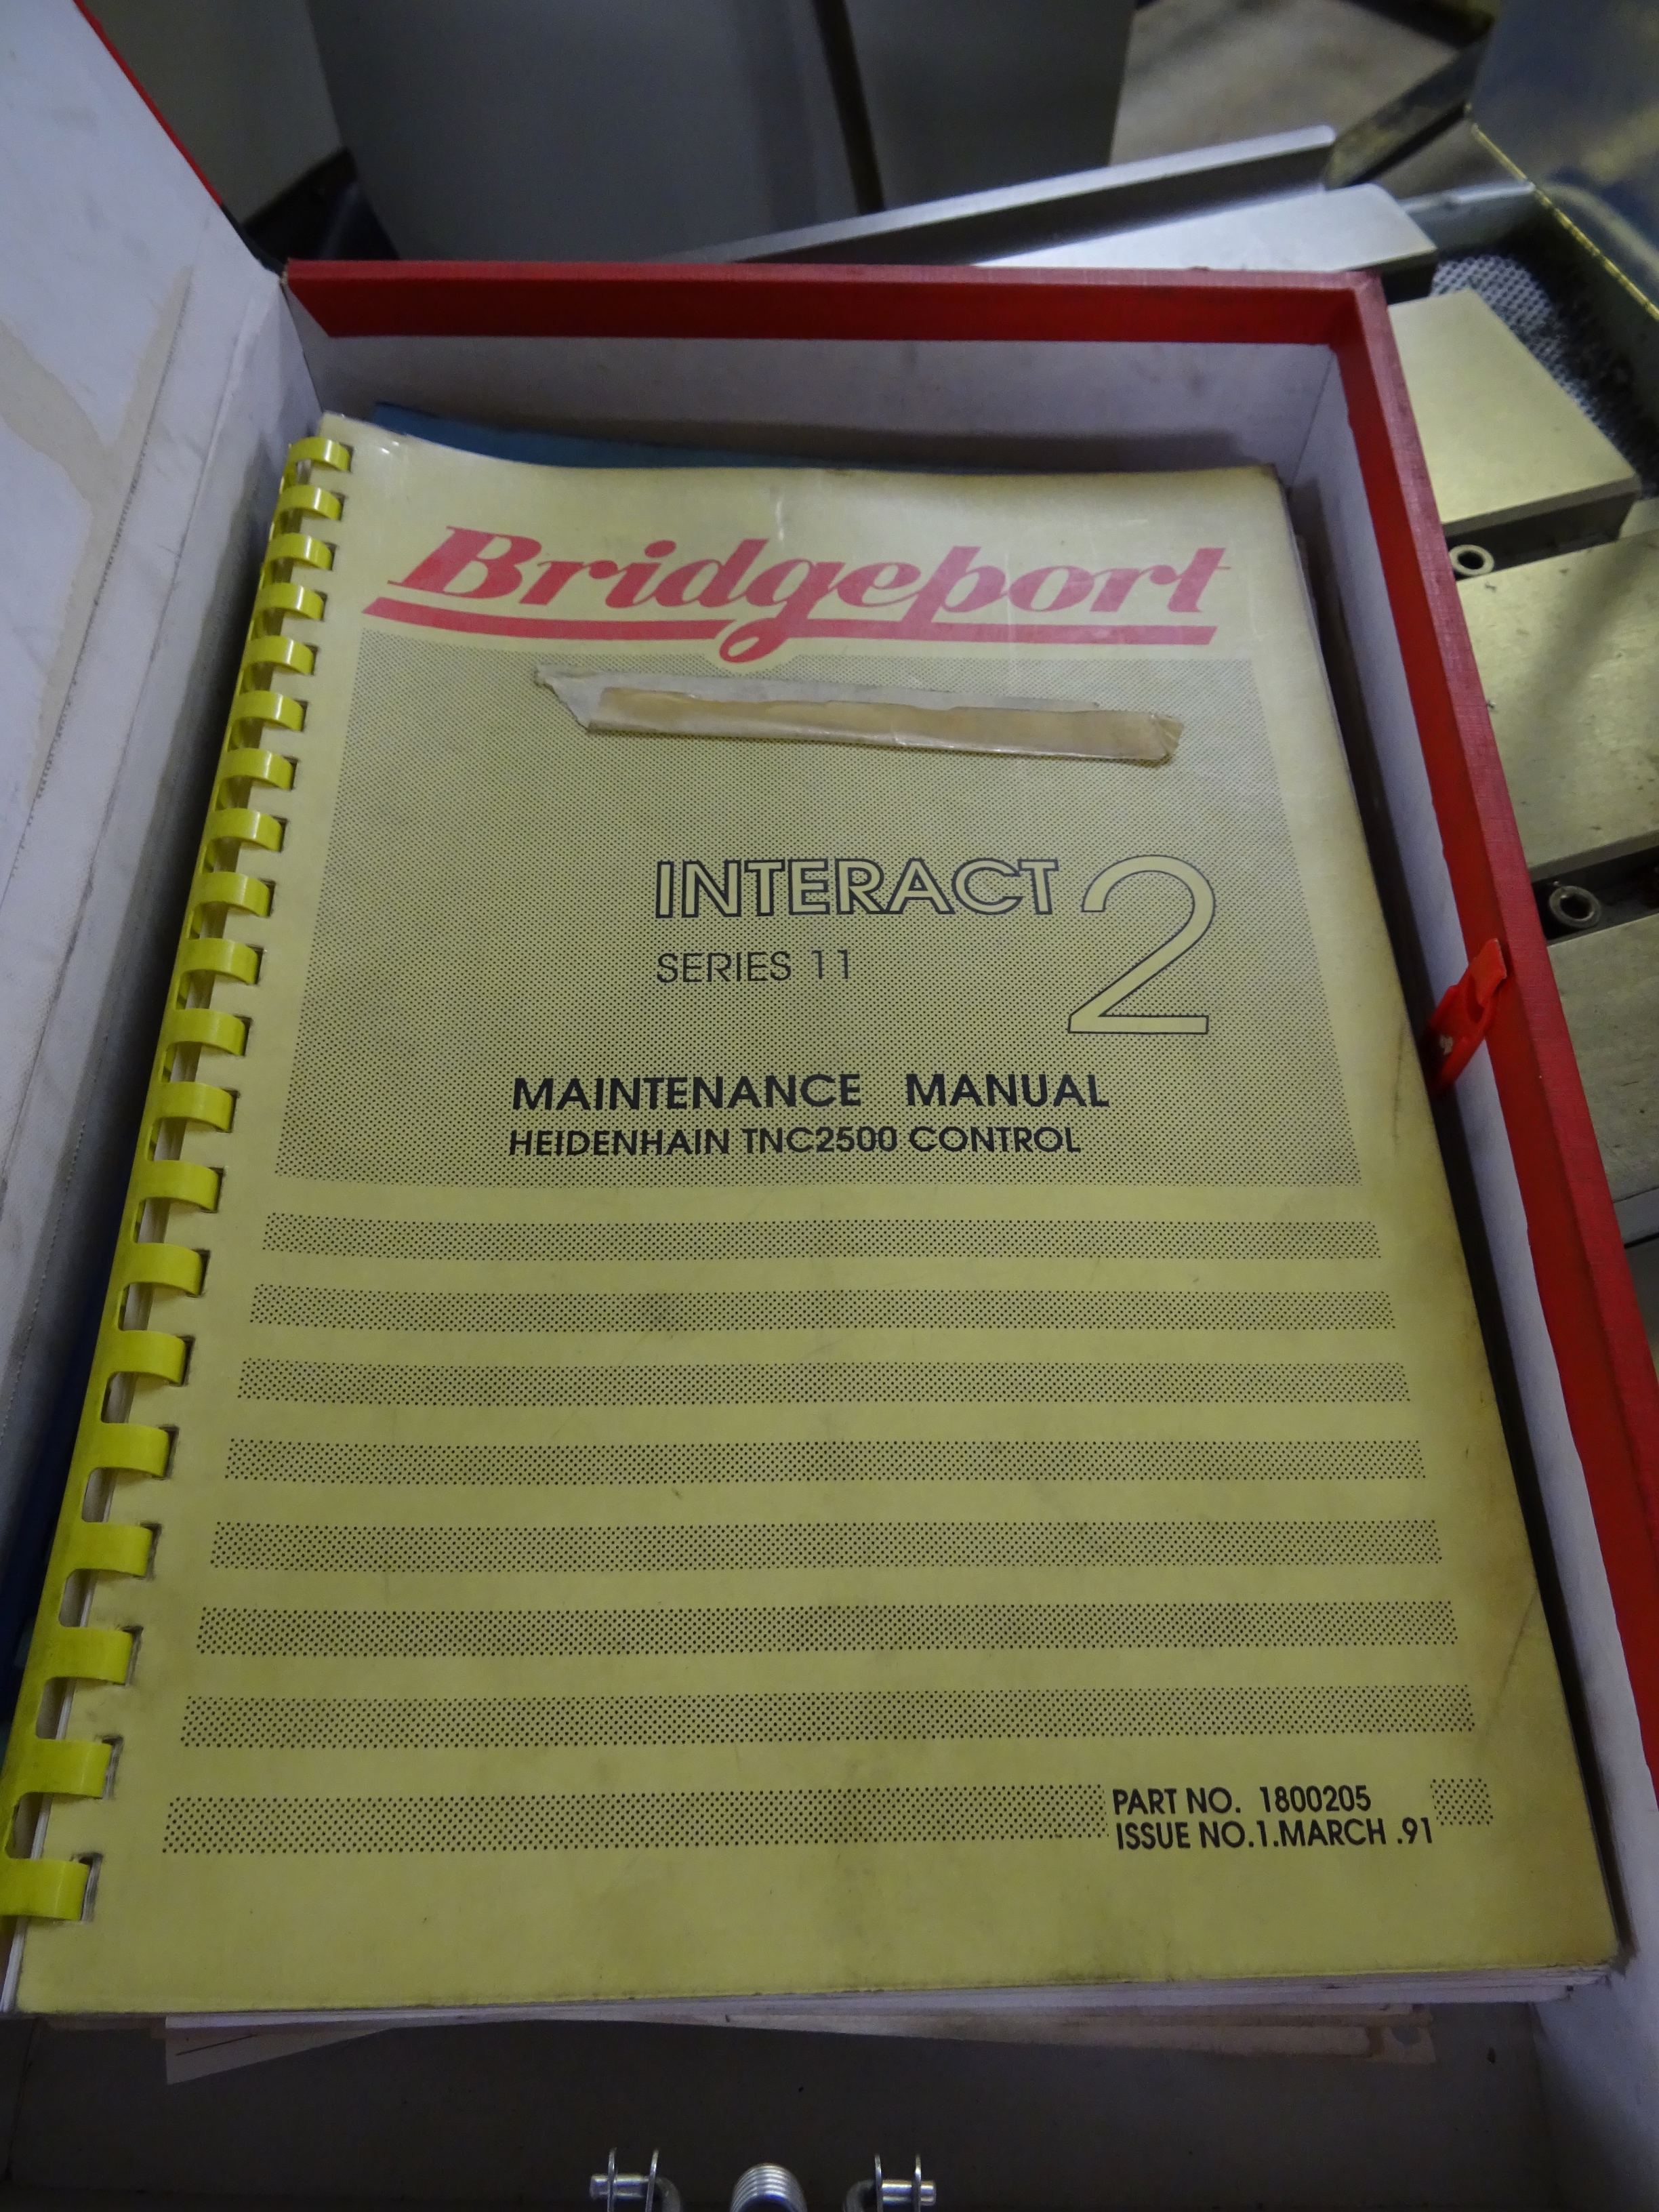 Bridgeport
INTERACT 2
SERIES 11
MAINTENANCE MANUAL
HEIDENHAIN TNC2500 CONTROL
PART NO. 1800205
ISSUE NO.1.MARCH .91